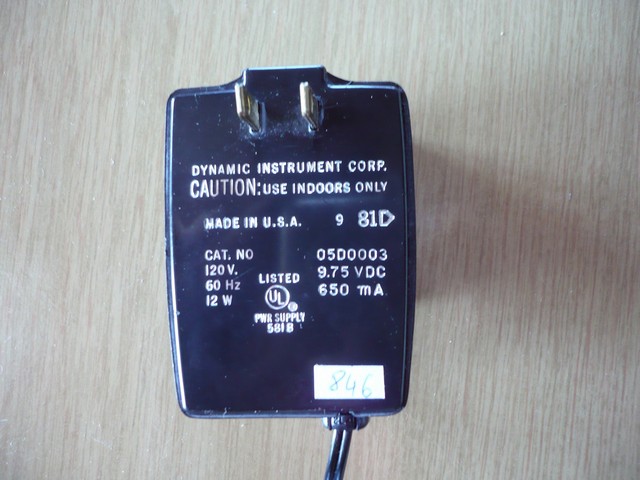 DYNAMIC INSTRUMENT CORP.
CAUTION: USE INDOORS ONLY
MADE IN U.S.A. 9 81D
CAT. NO 05D0003
120V. 9.75 VDC
60 Hz 650 mA
12 W
LISTED
UL
PWR SUPPLY
581B
846